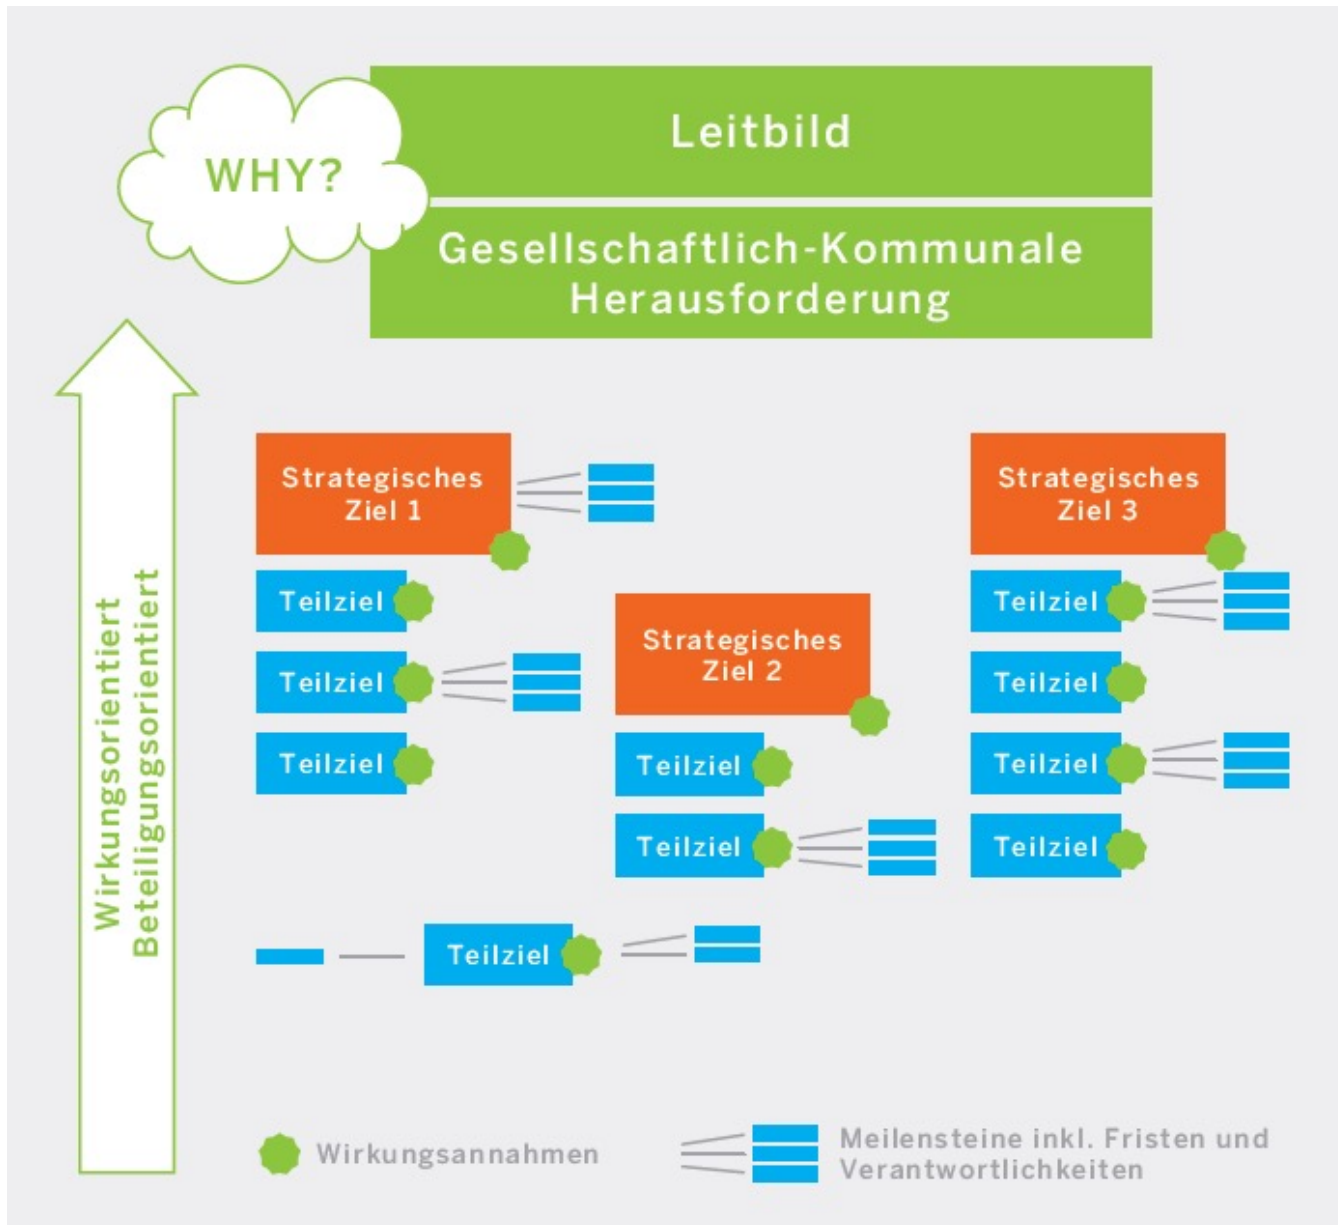 WHY?
Leitbild
Gesellschaftlich-Kommunale
Herausforderung
Wirkungsorientiert
Beteiligungsorientiert
Strategisches
Ziel 1
Teilziel
Teilziel
Teilziel
Strategisches
Ziel 2
Teilziel
Teilziel
Strategisches
Ziel 3
Teilziel
Teilziel
Teilziel
Teilziel
Teilziel
Wirkungsannahmen
Meilensteine inkl. Fristen und
Verantwortlichkeiten